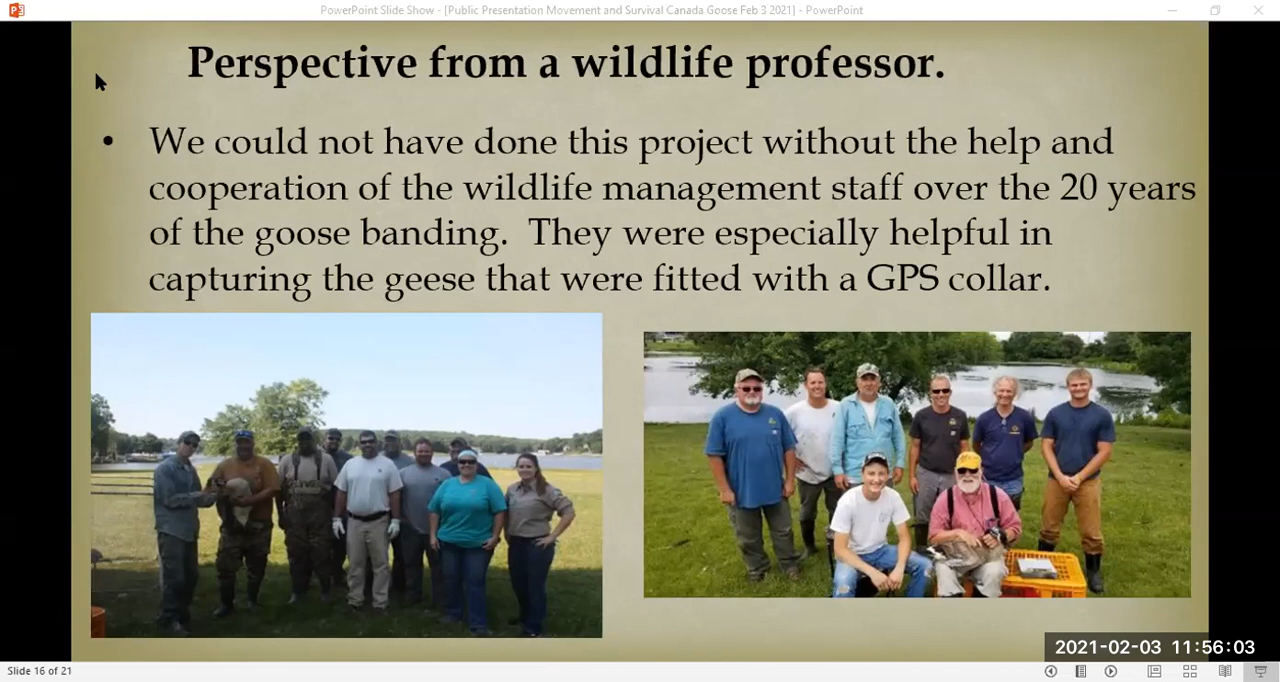 PowerPoint Slide Show - [Public Presentation Movement and Survival Canada Goose Feb 3 2021] - PowerPoint
Perspective from a wildlife professor.
• We could not have done this project without the help and
cooperation of the wildlife management staff over the 20 years
of the goose banding. They were especially helpful in
capturing the geese that were fitted with a GPS collar.
2021-02-03 11:56:03
Slide 16 of 21